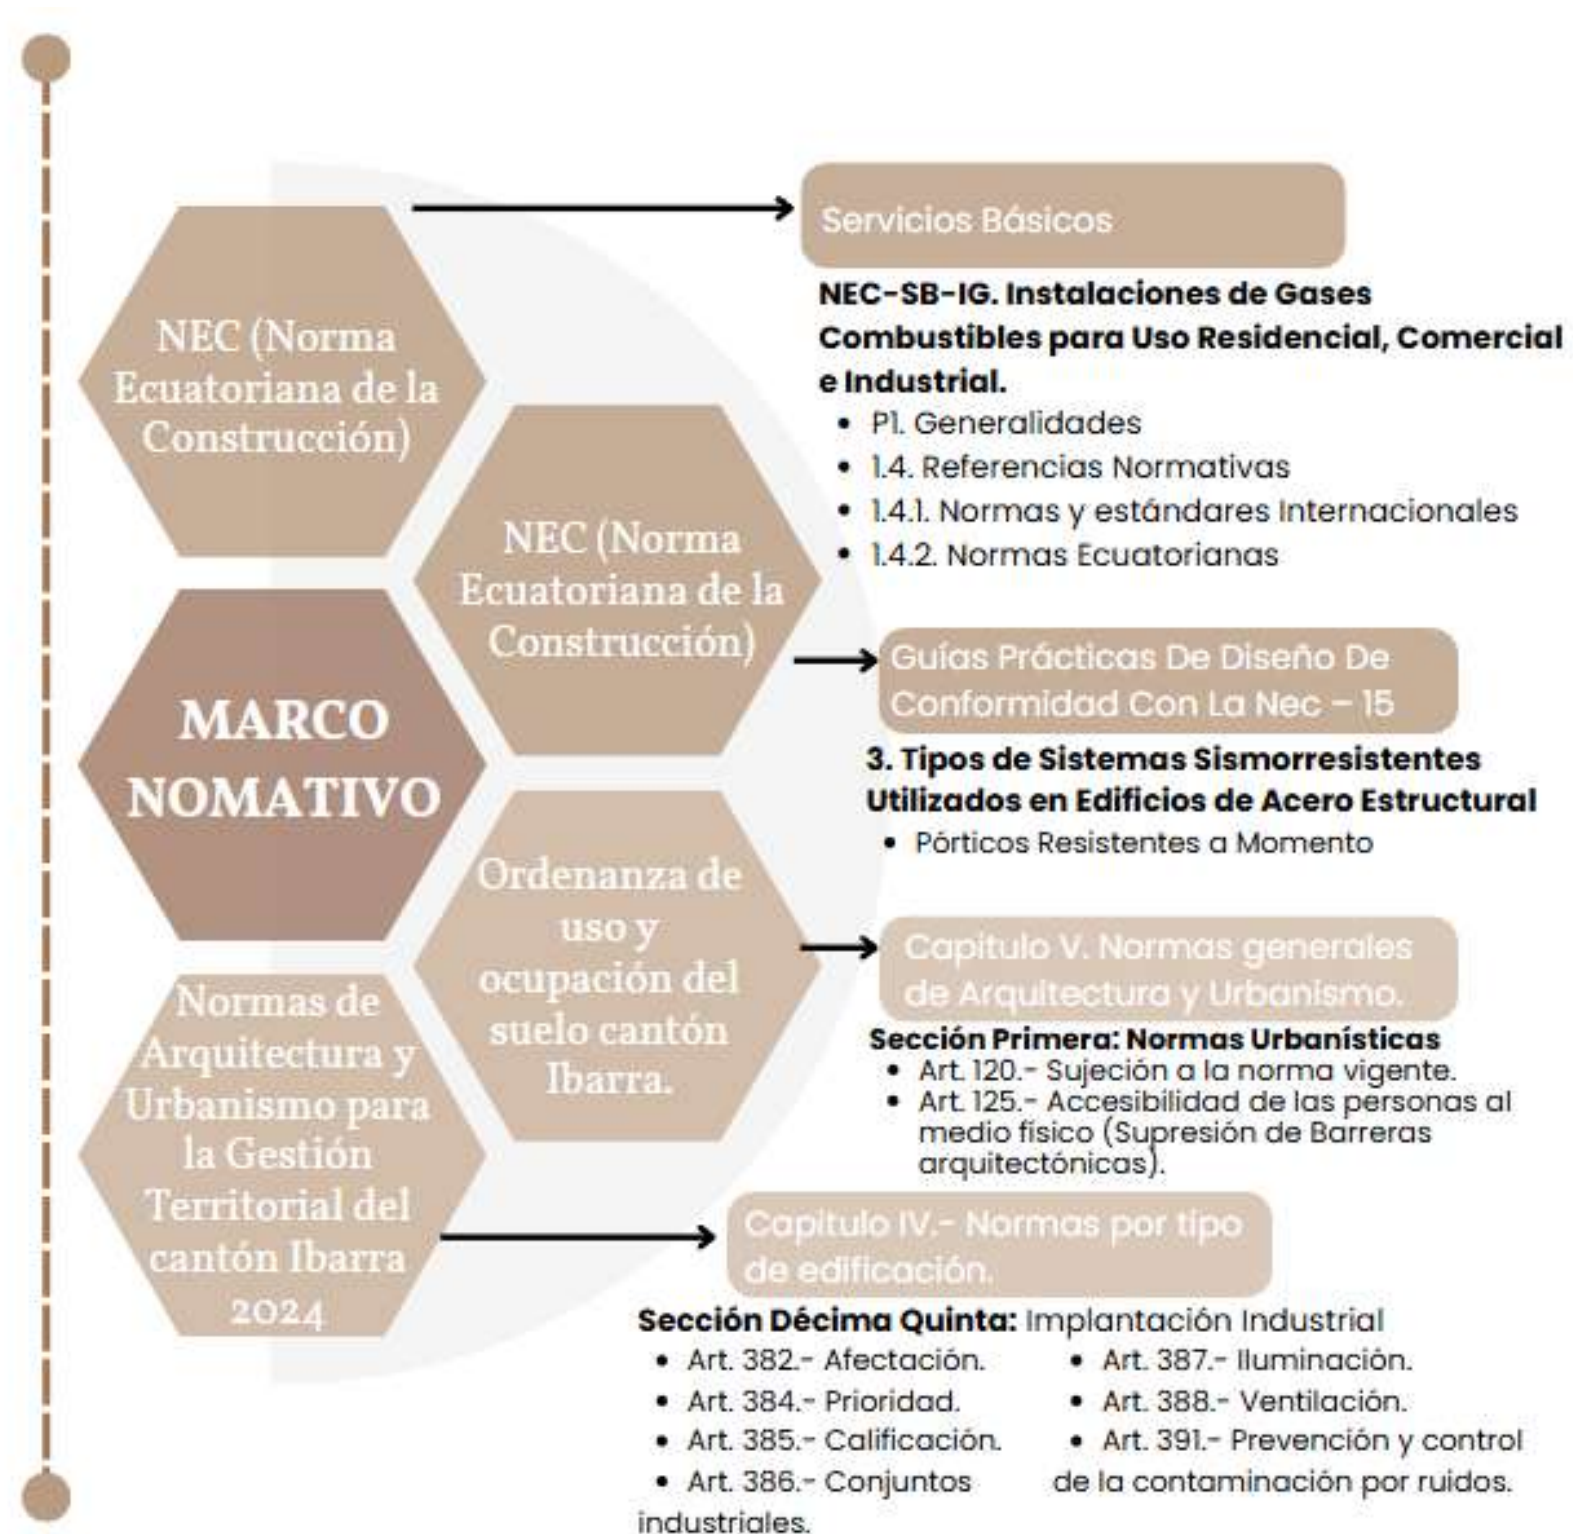 NEC (Norma
Ecuatoriana de la
Construcción)
Servicios Básicos
NEC-SB-IG. Instalaciones de Gases
Combustibles para Uso Residencial, Comercial
e Industrial.
• P1. Generalidades
• 1.4. Referencias Normativas
• 1.4.1. Normas y estándares Internacionales
• 1.4.2. Normas Ecuatorianas
NEC (Norma
Ecuatoriana de la
Construcción)
Guías Prácticas De Diseño De
Conformidad Con La Nec – 15
3. Tipos de Sistemas Sismorresistentes
Utilizados en Edificios de Acero Estructural
• Pórticos Resistentes a Momento
MARCO
NOMATIVO
Ordenanza de
uso y
ocupación del
suelo cantón
Ibarra.
Capitulo V. Normas generales
de Arquitectura y Urbanismo.
Sección Primera: Normas Urbanísticas
• Art. 120.- Sujeción a la norma vigente.
• Art. 125.- Accesibilidad de las personas al
medio físico (Supresión de Barreras
arquitectónicas).
Normas de
Arquitectura y
Urbanismo para
la Gestión
Territorial del
cantón Ibarra
2024
Capitulo IV.- Normas por tipo
de edificación.
Sección Décima Quinta: Implantación Industrial
• Art. 382.- Afectación.
• Art. 384.- Prioridad.
• Art. 385.- Calificación.
• Art. 386.- Conjuntos
industriales.
• Art. 387.- Iluminación.
• Art. 388.- Ventilación.
• Art. 391.- Prevención y control
de la contaminación por ruidos.